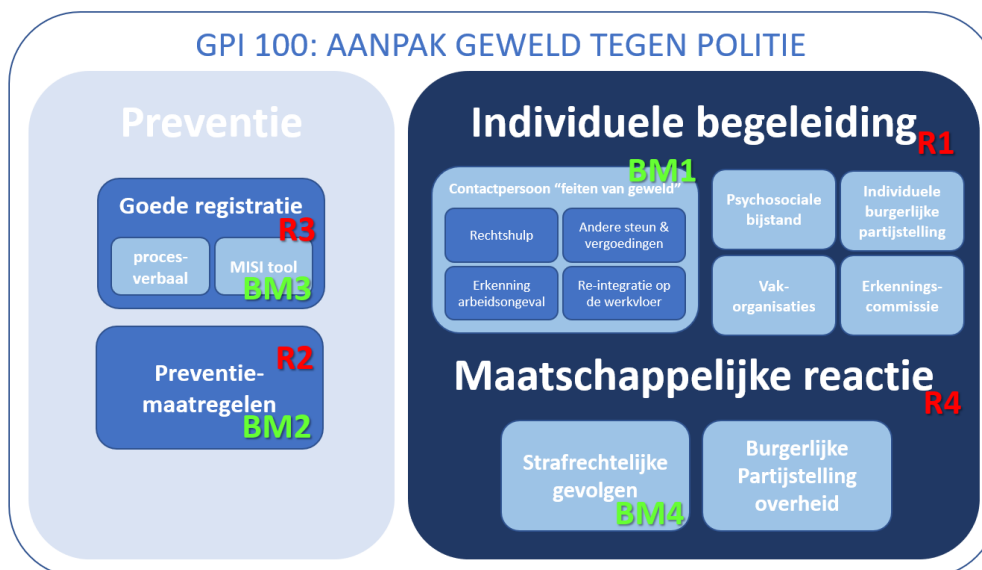 GPI 100: AANPAK GEWELD TEGEN POLITIE
Preventie
Goede registratie
R3
proces-
verbaal
MISI tool
BM3
R2
Preventie-
maatregelen
BM2
Individuele begeleiding
R1
BM1
Contactpersoon “feiten van geweld”
Rechtshulp
Andere steun &
vergoedingen
Erkenning
arbeidsongeval
Re-integratie op
de werkvloer
Psychosociale
bijstand
Individuele
burgerlijke
partijstelling
Vak-
organisaties
Erkennings-
commissie
Maatschappelijke reactie
R4
Strafrechtelijke
gevolgen
BM4
Burgerlijke
Partijstelling
overheid